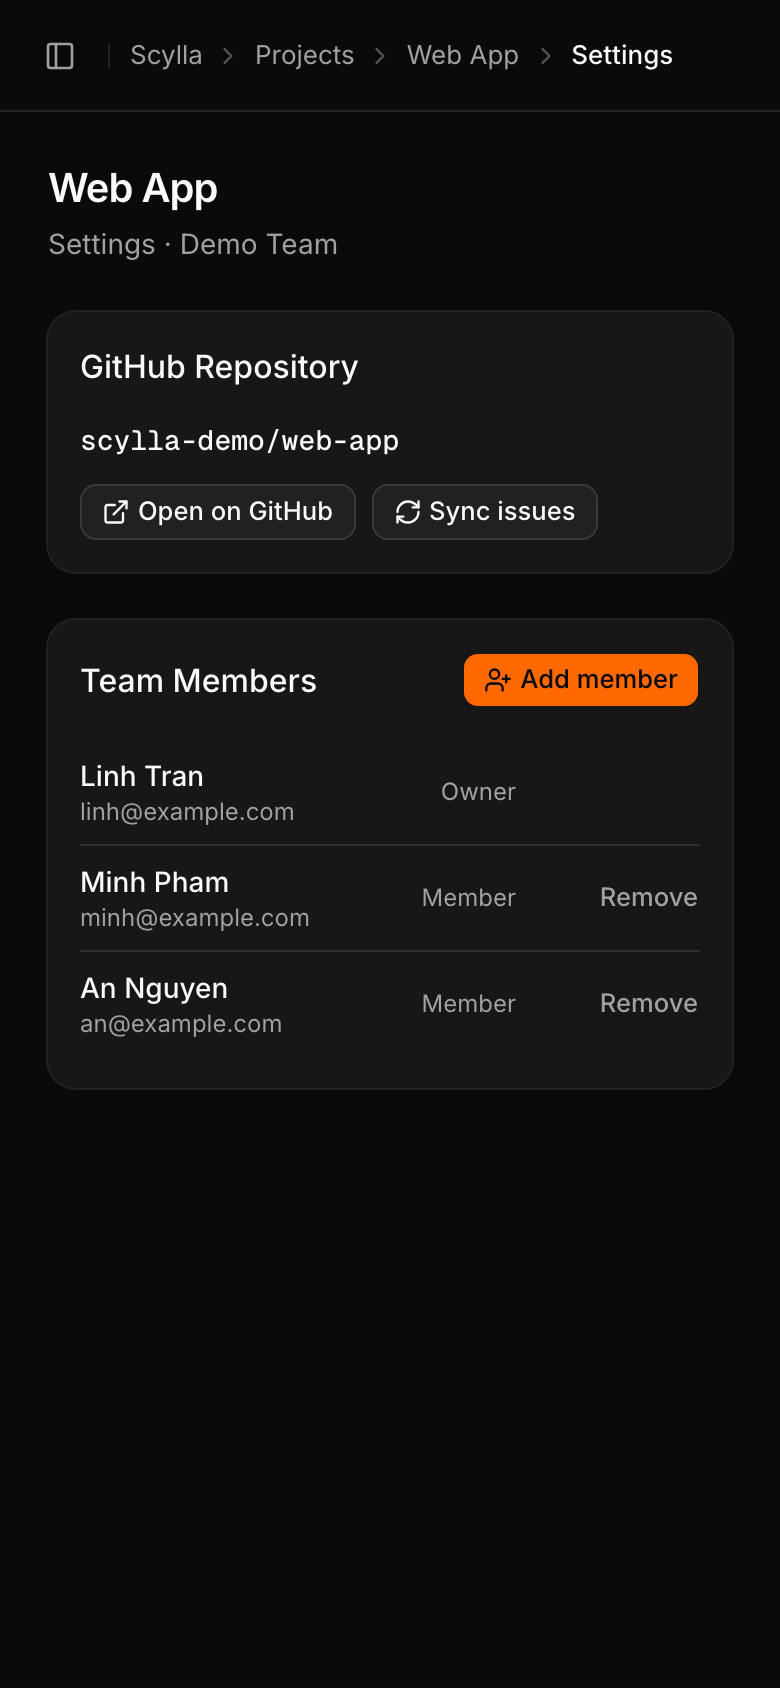 Scylla > Projects > Web App > Settings
Web App
Settings · Demo Team
GitHub Repository
scylla-demo/web-app
Open on GitHub Sync issues
Team Members Add member
Linh Tran
linh@example.com
Owner
Minh Pham
minh@example.com
Member Remove
An Nguyen
an@example.com
Member Remove